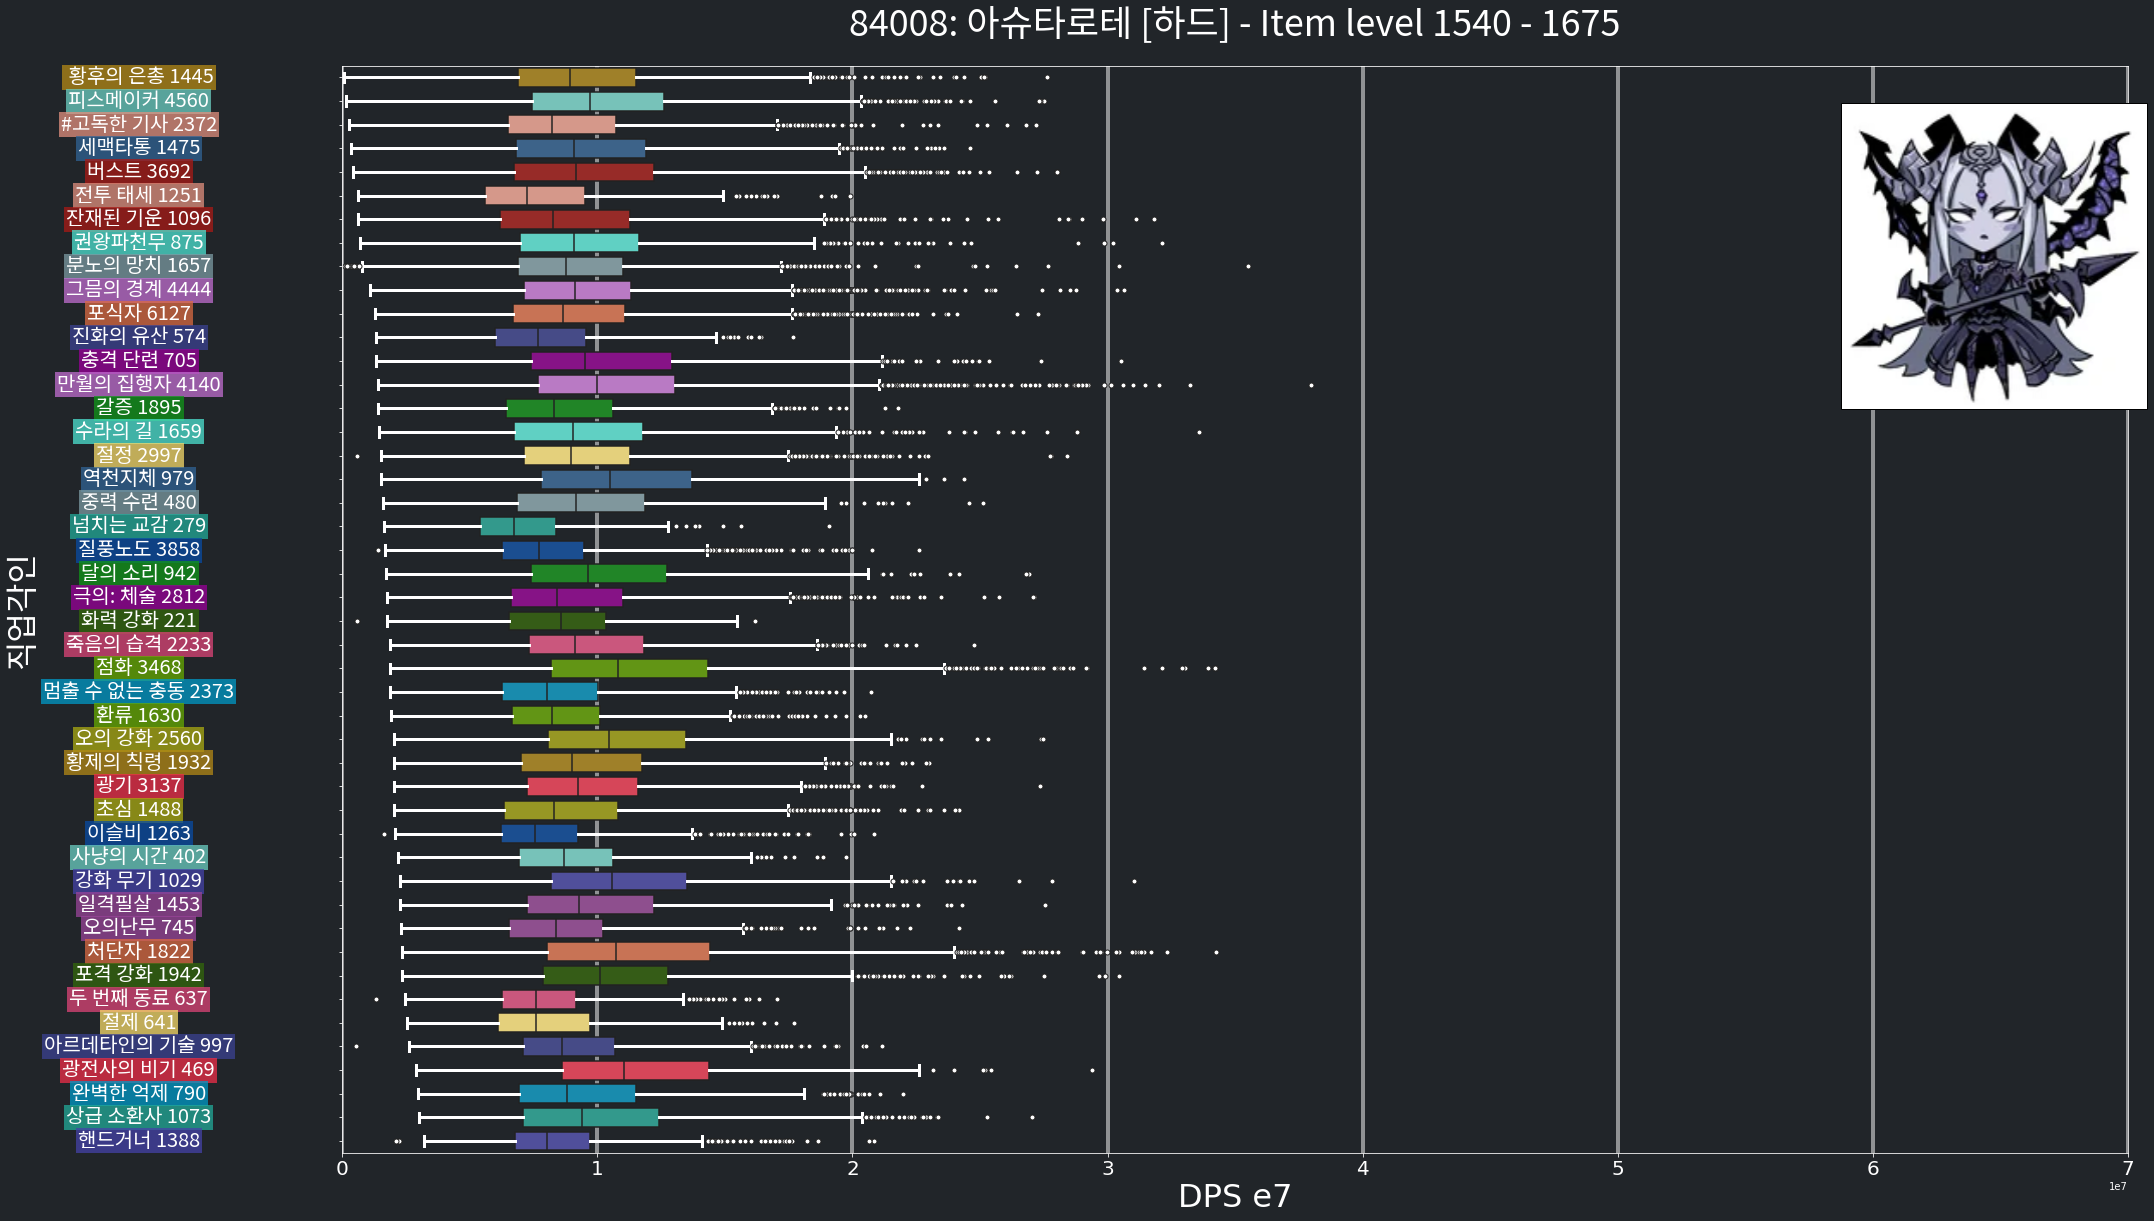 84008: 아슈타로테 [하드] - Item level 1540 - 1675
황후의 은총 1445
피스메이커 4560
#고독한 기사 2372
세맥타통 1475
버스트 3692
전투 태세 1251
잔재된 기운 1096
권왕파천무 875
분노의 망치 1657
그믐의 경계 4444
포식자 6127
진화의 유산 574
충격 단련 705
만월의 집행자 4140
갈증 1895
수라의 길 1659
절정 2997
역천지체 979
중력 수련 480
넘치는 교감 279
질풍노도 3858
달의 소리 942
극의: 체술 2812
화력 강화 221
죽음의 습격 2233
점화 3468
멈출 수 없는 충동 2373
환류 1630
오의 강화 2560
황제의 칙령 1932
광기 3137
초심 1488
이슬비 1263
사냥의 시간 402
강화 무기 1029
일격필살 1453
오의난무 745
처단자 1822
포격 강화 1942
두 번째 동료 637
절제 641
아르데타인의 기술 997
광전사의 비기 469
완벽한 억제 790
상급 소환사 1073
핸드거너 1388
직업각인
0 1 2 3 4 5 6 7
1e7
DPS e7